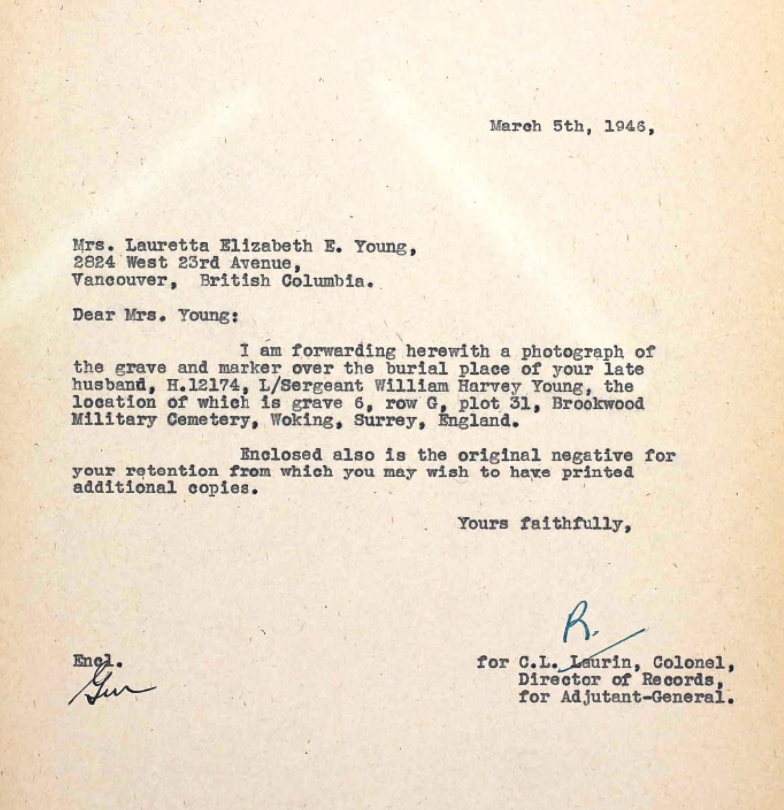 March 5th, 1946,
Mrs. Lauretta Elizabeth E. Young,
2824 West 23rd Avenue,
Vancouver, British Columbia.
Dear Mrs. Young:
I am forwarding herewith a photograph of
the grave and marker over the burial place of your late
husband, H.12174, L/Sergeant William Harvey Young, the
location of which is grave 6, row G, plot 31, Brookwood
Military Cemetery, Woking, Surrey, England.
Enclosed also is the original negative for
your retention from which you may wish to have printed
additional copies.
Yours faithfully,
R.
Encl.
for C.L. Laurin, Colonel,
Director of Records,
for Adjutant-General.